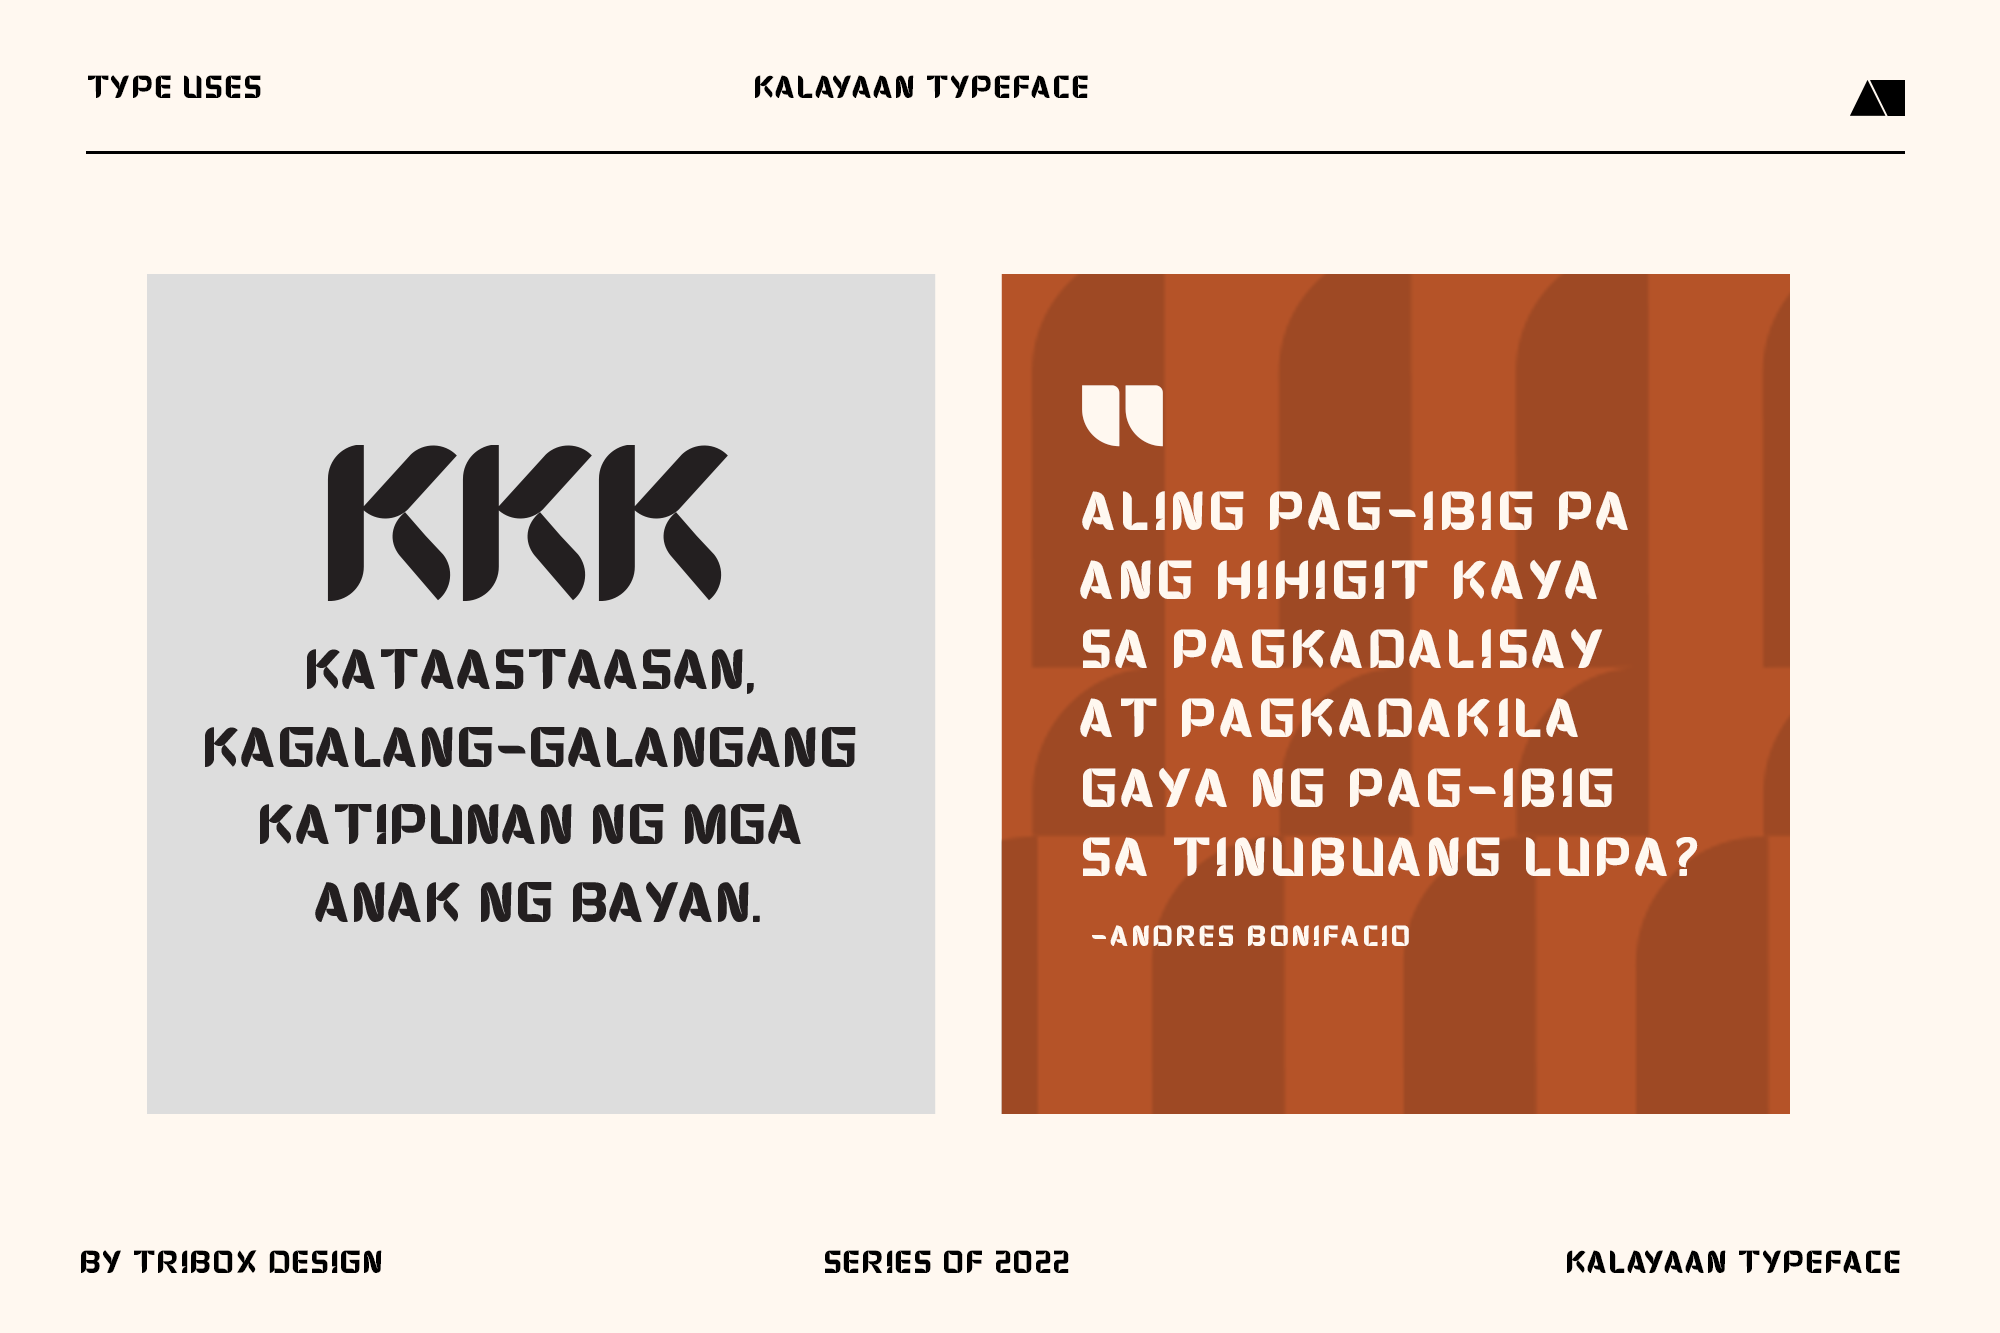 TYPE USES
KALAYAAN TYPEFACE
KKK
KATAASTAASAN,
KAGALANG-GALANGANG
KATIPUNAN NG MGA
ANAK NG BAYAN.
"
ALING PAG-IBIG PA
ANG HIHIGIT KAYA
SA PAGKADALISAY
AT PAGKADAKILA
GAYA NG PAG-IBIG
SA TINUBUANG LUPA?
-ANDRES BONIFACIO
BY TRIBOX DESIGN
SERIES OF 2022
KALAYAAN TYPEFACE